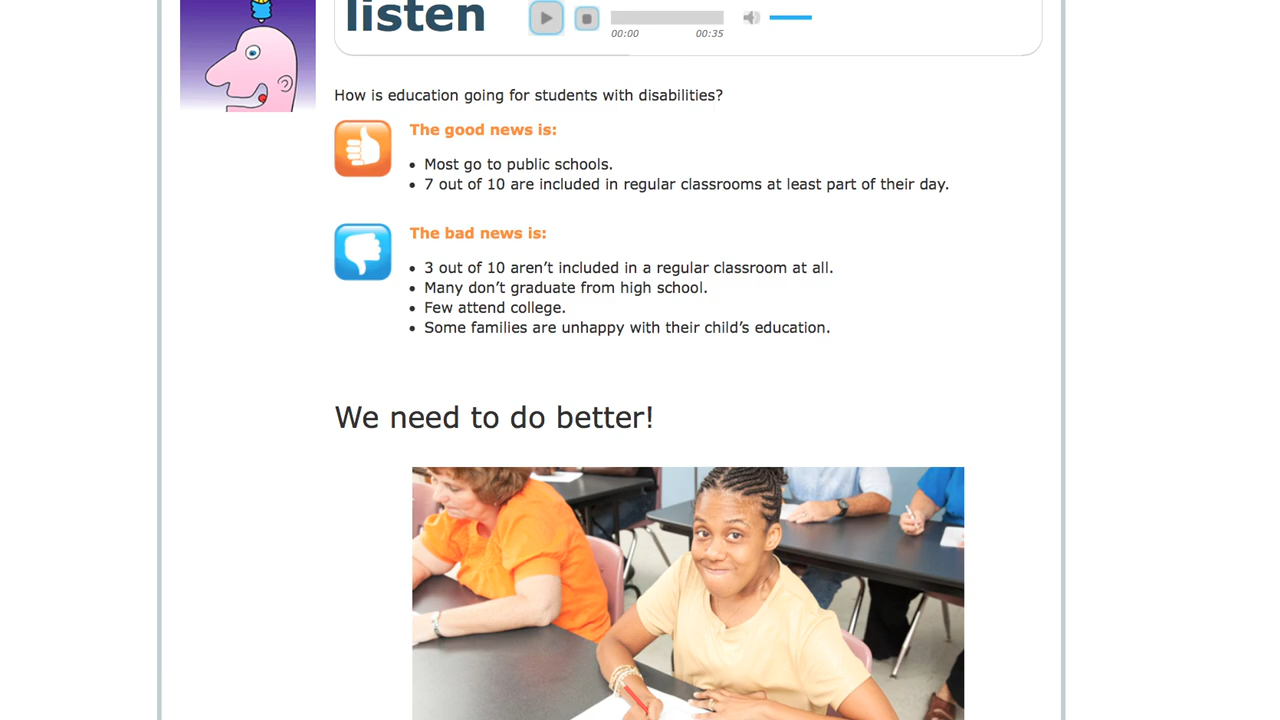 listen
00:00 00:35
How is education going for students with disabilities?
The good news is:
• Most go to public schools.
• 7 out of 10 are included in regular classrooms at least part of their day.
The bad news is:
• 3 out of 10 aren’t included in a regular classroom at all.
• Many don’t graduate from high school.
• Few attend college.
• Some families are unhappy with their child’s education.
We need to do better!